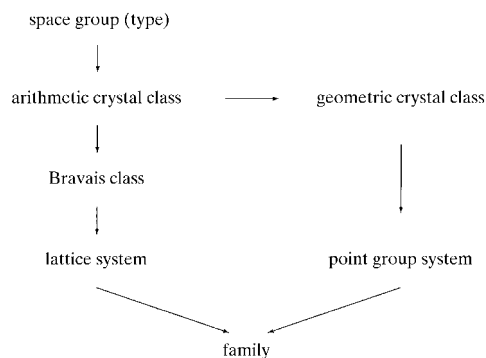 space group (type)
arithmetic crystal class
geometric crystal class
Bravais class
lattice system
point group system
family